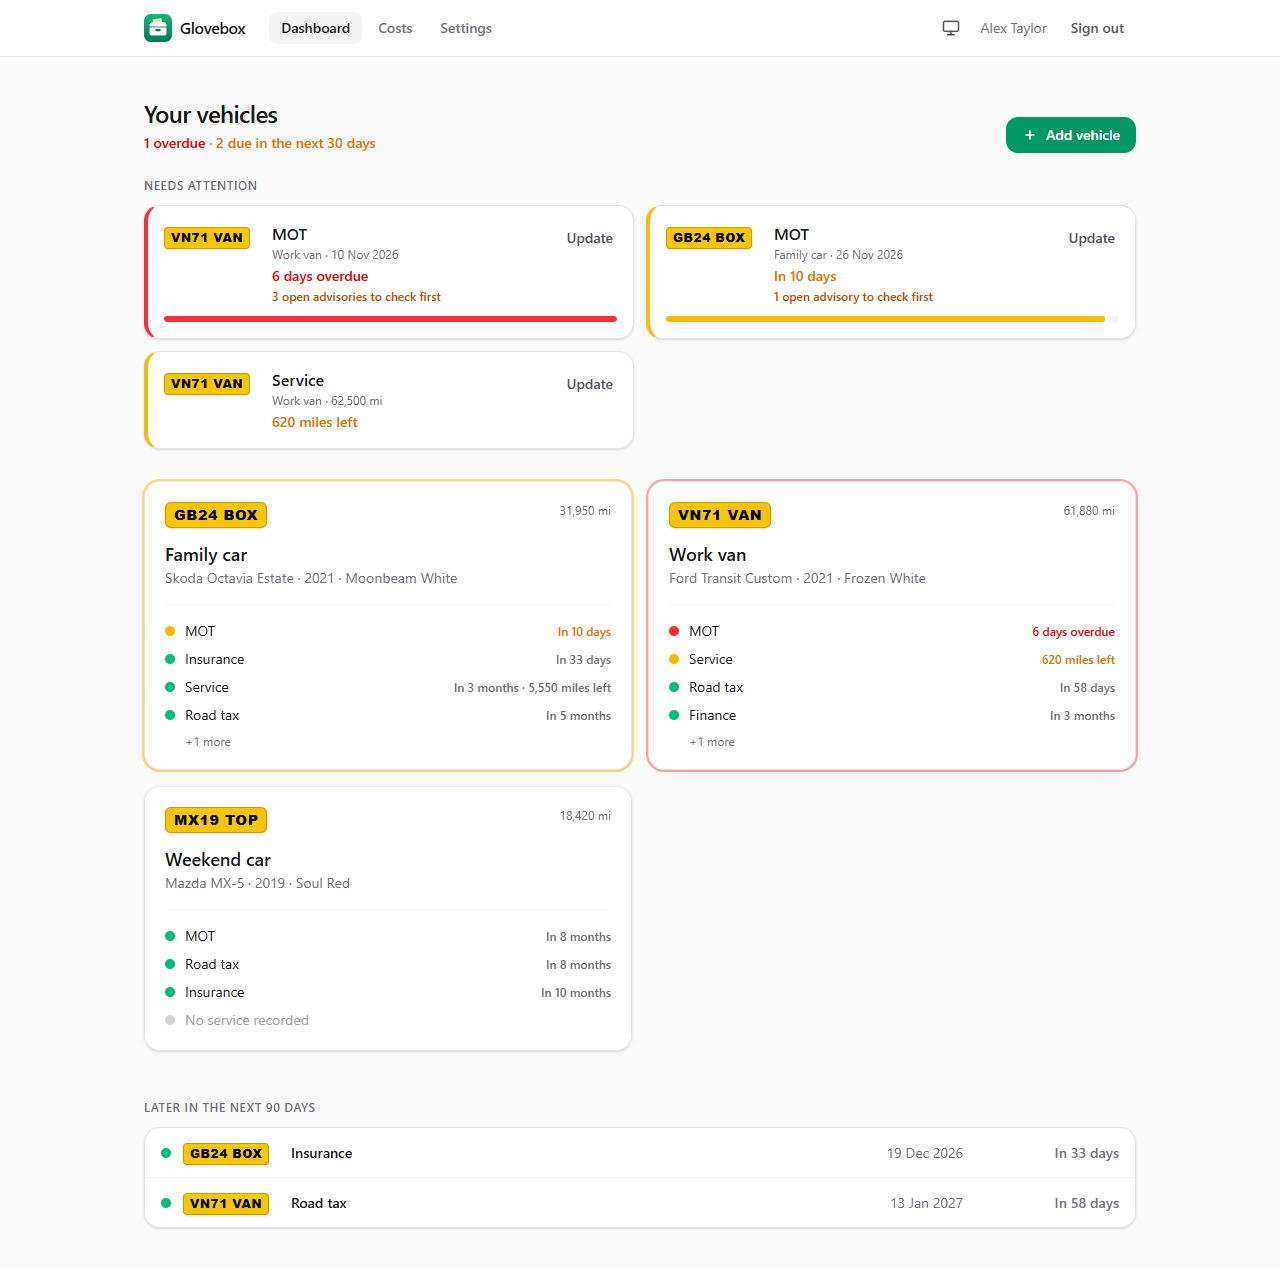 Glovebox
Dashboard
Costs
Settings
Alex Taylor
Sign out
Your vehicles
1 overdue · 2 due in the next 30 days
+ Add vehicle
NEEDS ATTENTION
VN71 VAN
MOT
Work van · 10 Nov 2026
6 days overdue
3 open advisories to check first
Update
GB24 BOX
MOT
Family car · 26 Nov 2026
In 10 days
1 open advisory to check first
Update
VN71 VAN
Service
Work van · 62,500 mi
620 miles left
Update
GB24 BOX
31,950 mi
Family car
Skoda Octavia Estate · 2021 · Moonbeam White
MOT In 10 days
Insurance In 33 days
Service In 3 months · 5,550 miles left
Road tax In 5 months
+1 more
VN71 VAN
61,880 mi
Work van
Ford Transit Custom · 2021 · Frozen White
MOT 6 days overdue
Service 620 miles left
Road tax In 58 days
Finance In 3 months
+1 more
MX19 TOP
18,420 mi
Weekend car
Mazda MX-5 · 2019 · Soul Red
MOT In 8 months
Road tax In 8 months
Insurance In 10 months
No service recorded
LATER IN THE NEXT 90 DAYS
GB24 BOX Insurance 19 Dec 2026 In 33 days
VN71 VAN Road tax 13 Jan 2027 In 58 days